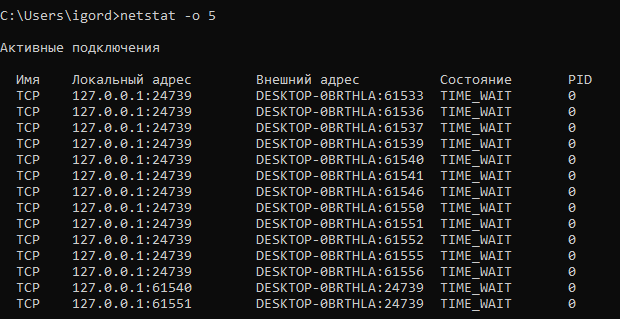 C:\Users\igord>netstat -o 5
Активные подключения
Имя Локальный адрес Внешний адрес Состояние PID
TCP 127.0.0.1:24739 DESKTOP-0BRTHLA:61533 TIME_WAIT 0
TCP 127.0.0.1:24739 DESKTOP-0BRTHLA:61536 TIME_WAIT 0
TCP 127.0.0.1:24739 DESKTOP-0BRTHLA:61537 TIME_WAIT 0
TCP 127.0.0.1:24739 DESKTOP-0BRTHLA:61539 TIME_WAIT 0
TCP 127.0.0.1:24739 DESKTOP-0BRTHLA:61540 TIME_WAIT 0
TCP 127.0.0.1:24739 DESKTOP-0BRTHLA:61541 TIME_WAIT 0
TCP 127.0.0.1:24739 DESKTOP-0BRTHLA:61546 TIME_WAIT 0
TCP 127.0.0.1:24739 DESKTOP-0BRTHLA:61550 TIME_WAIT 0
TCP 127.0.0.1:24739 DESKTOP-0BRTHLA:61551 TIME_WAIT 0
TCP 127.0.0.1:24739 DESKTOP-0BRTHLA:61552 TIME_WAIT 0
TCP 127.0.0.1:24739 DESKTOP-0BRTHLA:61555 TIME_WAIT 0
TCP 127.0.0.1:24739 DESKTOP-0BRTHLA:61556 TIME_WAIT 0
TCP 127.0.0.1:61540 DESKTOP-0BRTHLA:24739 TIME_WAIT 0
TCP 127.0.0.1:61551 DESKTOP-0BRTHLA:24739 TIME_WAIT 0